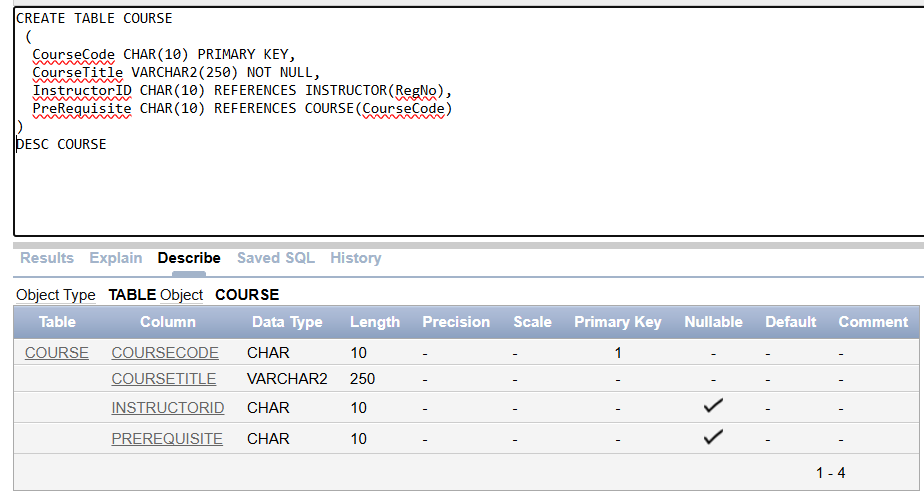 CREATE TABLE COURSE
(
CourseCode CHAR(10) PRIMARY KEY,
CourseTitle VARCHAR2(250) NOT NULL,
InstructorID CHAR(10) REFERENCES INSTRUCTOR(RegNo),
PreRequisite CHAR(10) REFERENCES COURSE(CourseCode)
)
DESC COURSE
Results Explain Describe Saved SQL History
Object Type TABLE Object COURSE
Table Column Data Type Length Precision Scale Primary Key Nullable Default Comment
COURSE COURSECODE CHAR 10 - - 1 - - -
COURSETITLE VARCHAR2 250 - - - - - -
INSTRUCTORID CHAR 10 - - - ✓ - -
PREREQUISITE CHAR 10 - - - ✓ - -
1 - 4